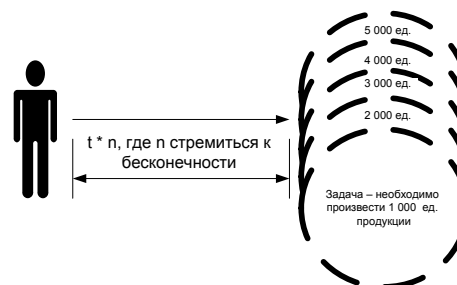 5 000 ед.
4 000 ед.
3 000 ед.
2 000 ед.
t * n, где n стремиться к
бесконечности
Задача – необходимо
произвести 1 000 ед.
продукции